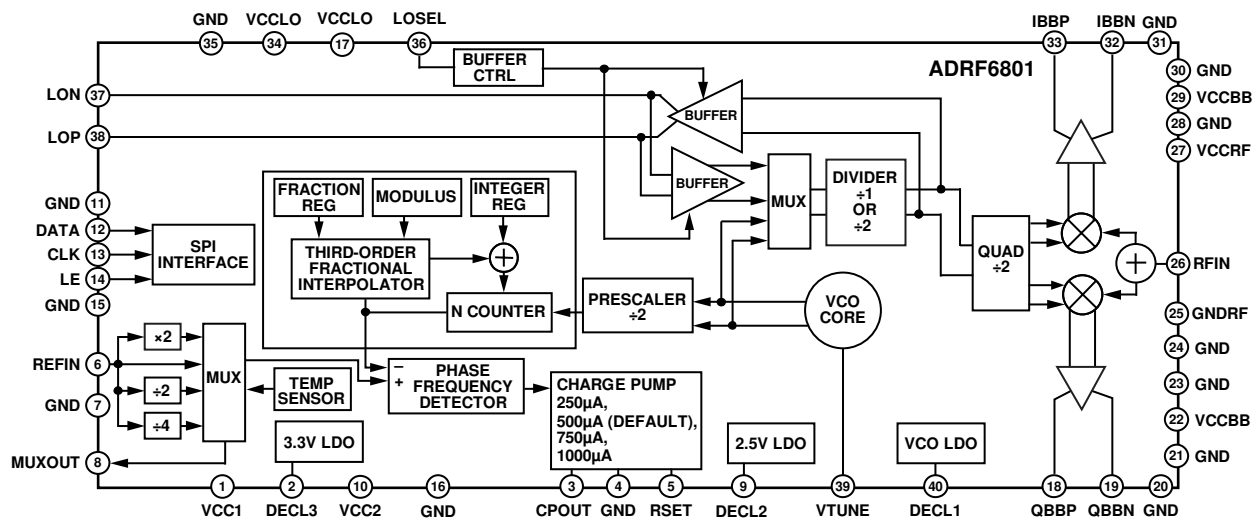 GND VCCLO VCCLO LOSEL IBBP IBBN GND
35 34 17 36 33 32 31
BUFFER
CTRL
ADRF6801
30 GND
LON 37
29 VCCBB
BUFFER
28 GND
LOP 38
27 VCCRF
FRACTION
REG
MODULUS
INTEGER
REG
BUFFER
MUX
DIVIDER
÷1
OR
÷2
GND 11
DATA 12
CLK 13
LE 14
GND 15
SPI
INTERFACE
THIRD-ORDER
FRACTIONAL
INTERPOLATOR
+
N COUNTER
PRESCALER
÷2
VCO
CORE
QUAD
÷2
+
26 RFIN
25 GNDRF
24 GND
23 GND
22 VCCBB
21 GND
REFIN 6
GND 7
MUXOUT 8
×2
÷2
÷4
MUX
TEMP
SENSOR
–
+
PHASE
FREQUENCY
DETECTOR
CHARGE PUMP
250µA,
500µA (DEFAULT),
750µA,
1000µA
3.3V LDO
2.5V LDO
VCO LDO
1 2 10 16 3 4 5 9 39 40 18 19 20
VCC1 DECL3 VCC2 GND CPOUT GND RSET DECL2 VTUNE DECL1 QBBP QBBN GND